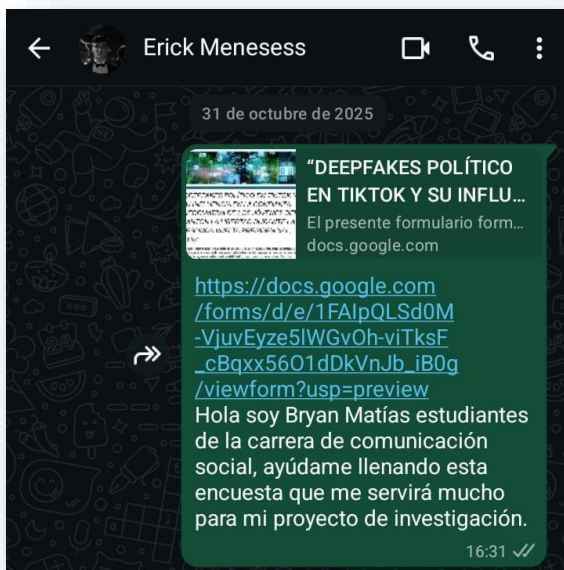 Erick Menesess
31 de octubre de 2025
“DEEPFAKES POLÍTICO
EN TIKTOK Y SU INFLU...
El presente formulario form...
docs.google.com
https://docs.google.com
/forms/d/e/1FAIpQLSd0M
-VjuvEyze5lWGvOh-viTksF
_cBqxx56O1dDkVnJb_iB0g
/viewform?usp=preview
Hola soy Bryan Matías estudiantes
de la carrera de comunicación
social, ayúdame llenando esta
encuesta que me servirá mucho
para mi proyecto de investigación.
16:31